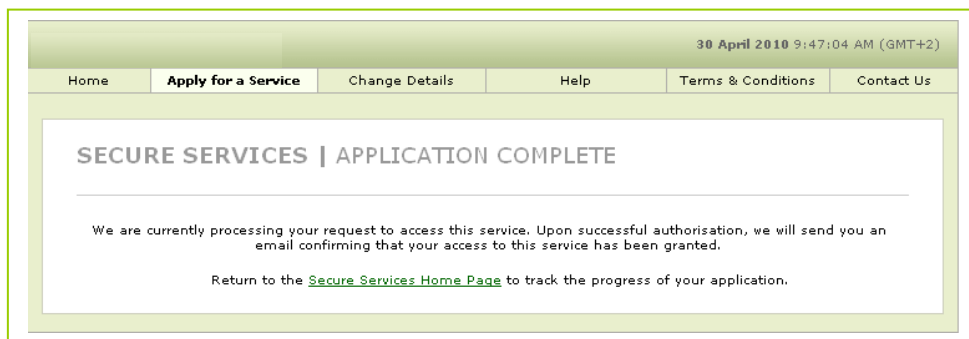 30 April 2010 9:47:04 AM (GMT+2)
Home Apply for a Service Change Details Help Terms & Conditions Contact Us
SECURE SERVICES | APPLICATION COMPLETE
We are currently processing your request to access this service. Upon successful authorisation, we will send you an
email confirming that your access to this service has been granted.
Return to the Secure Services Home Page to track the progress of your application.